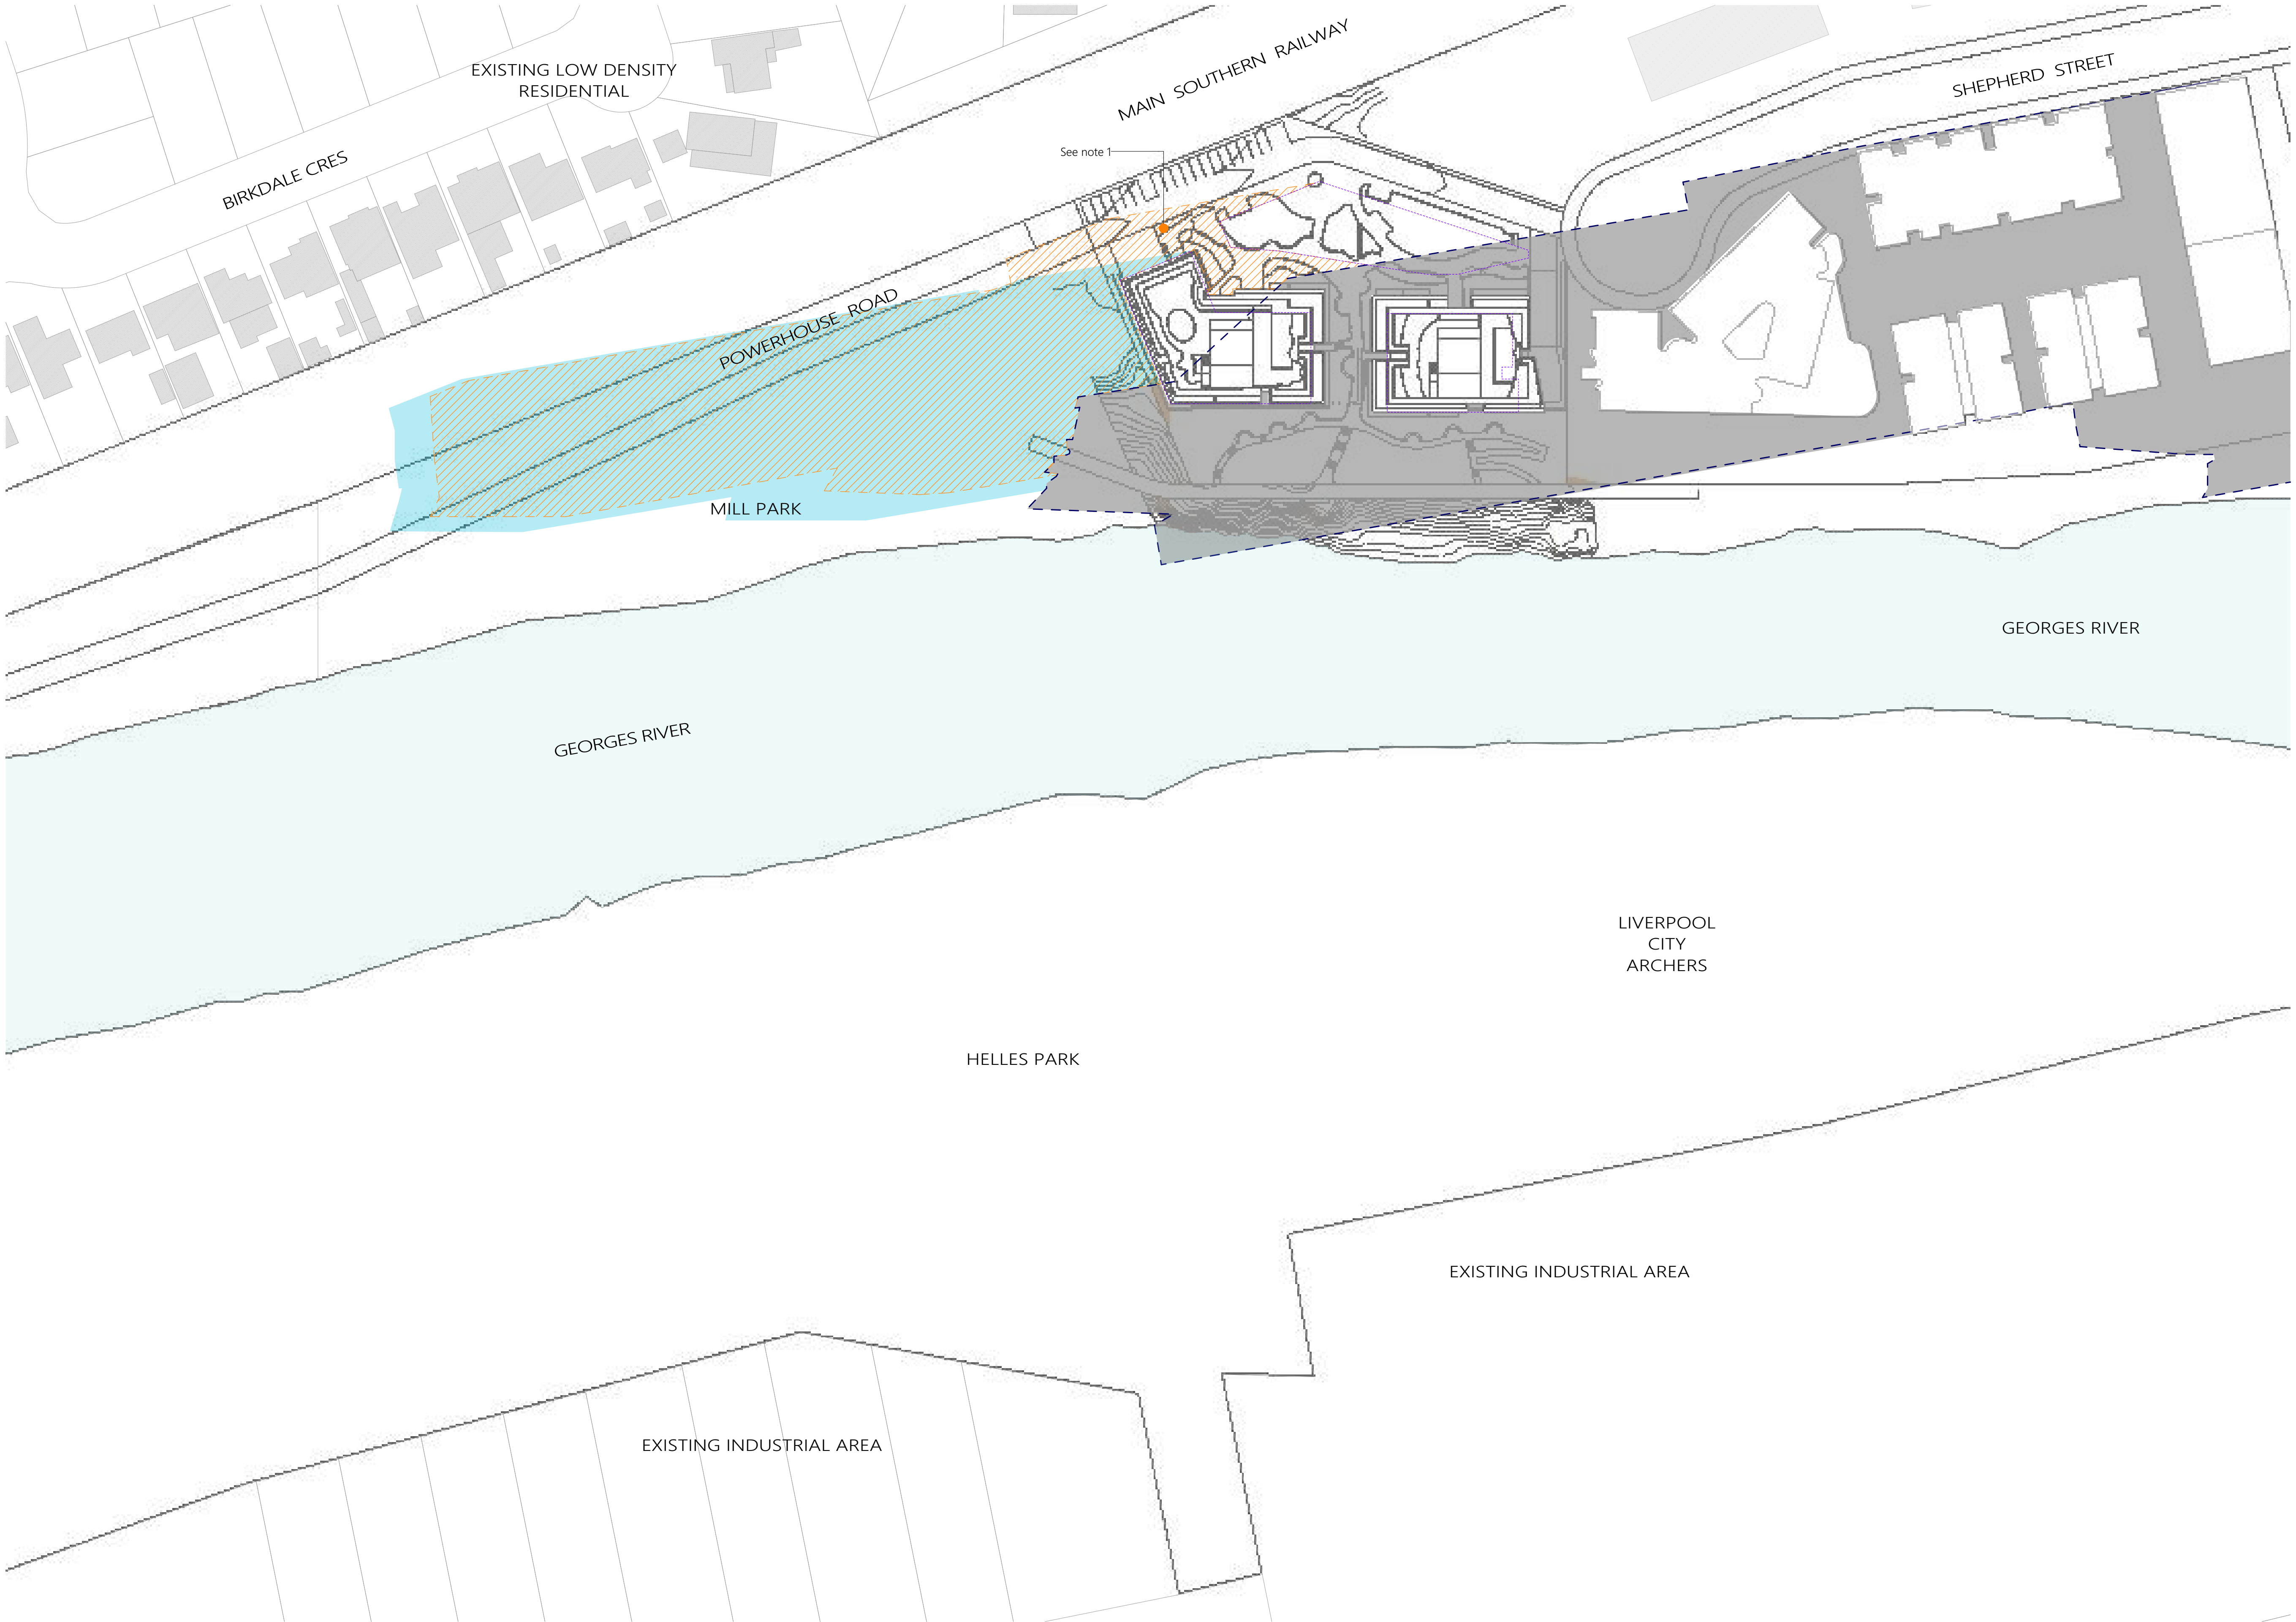 EXISTING LOW DENSITY
RESIDENTIAL
MAIN SOUTHERN RAILWAY
SHEPHERD STREET
See note 1
BIRKDALE CRES
POWERHOUSE ROAD
MILL PARK
GEORGES RIVER
GEORGES RIVER
LIVERPOOL
CITY
ARCHERS
HELLES PARK
EXISTING INDUSTRIAL AREA
EXISTING INDUSTRIAL AREA